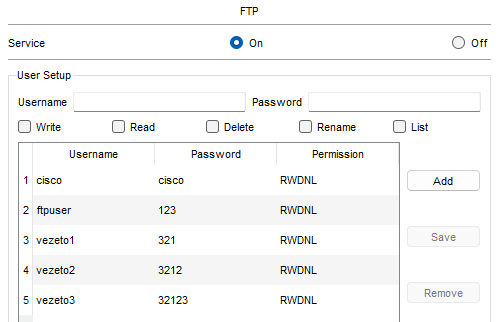 FTP
Service On Off
User Setup
Username Password
Write Read Delete Rename List
Username Password Permission
1 cisco cisco RWDNL Add
2 ftpuser 123 RWDNL
3 vezeto1 321 RWDNL Save
4 vezeto2 3212 RWDNL
5 vezeto3 32123 RWDNL Remove